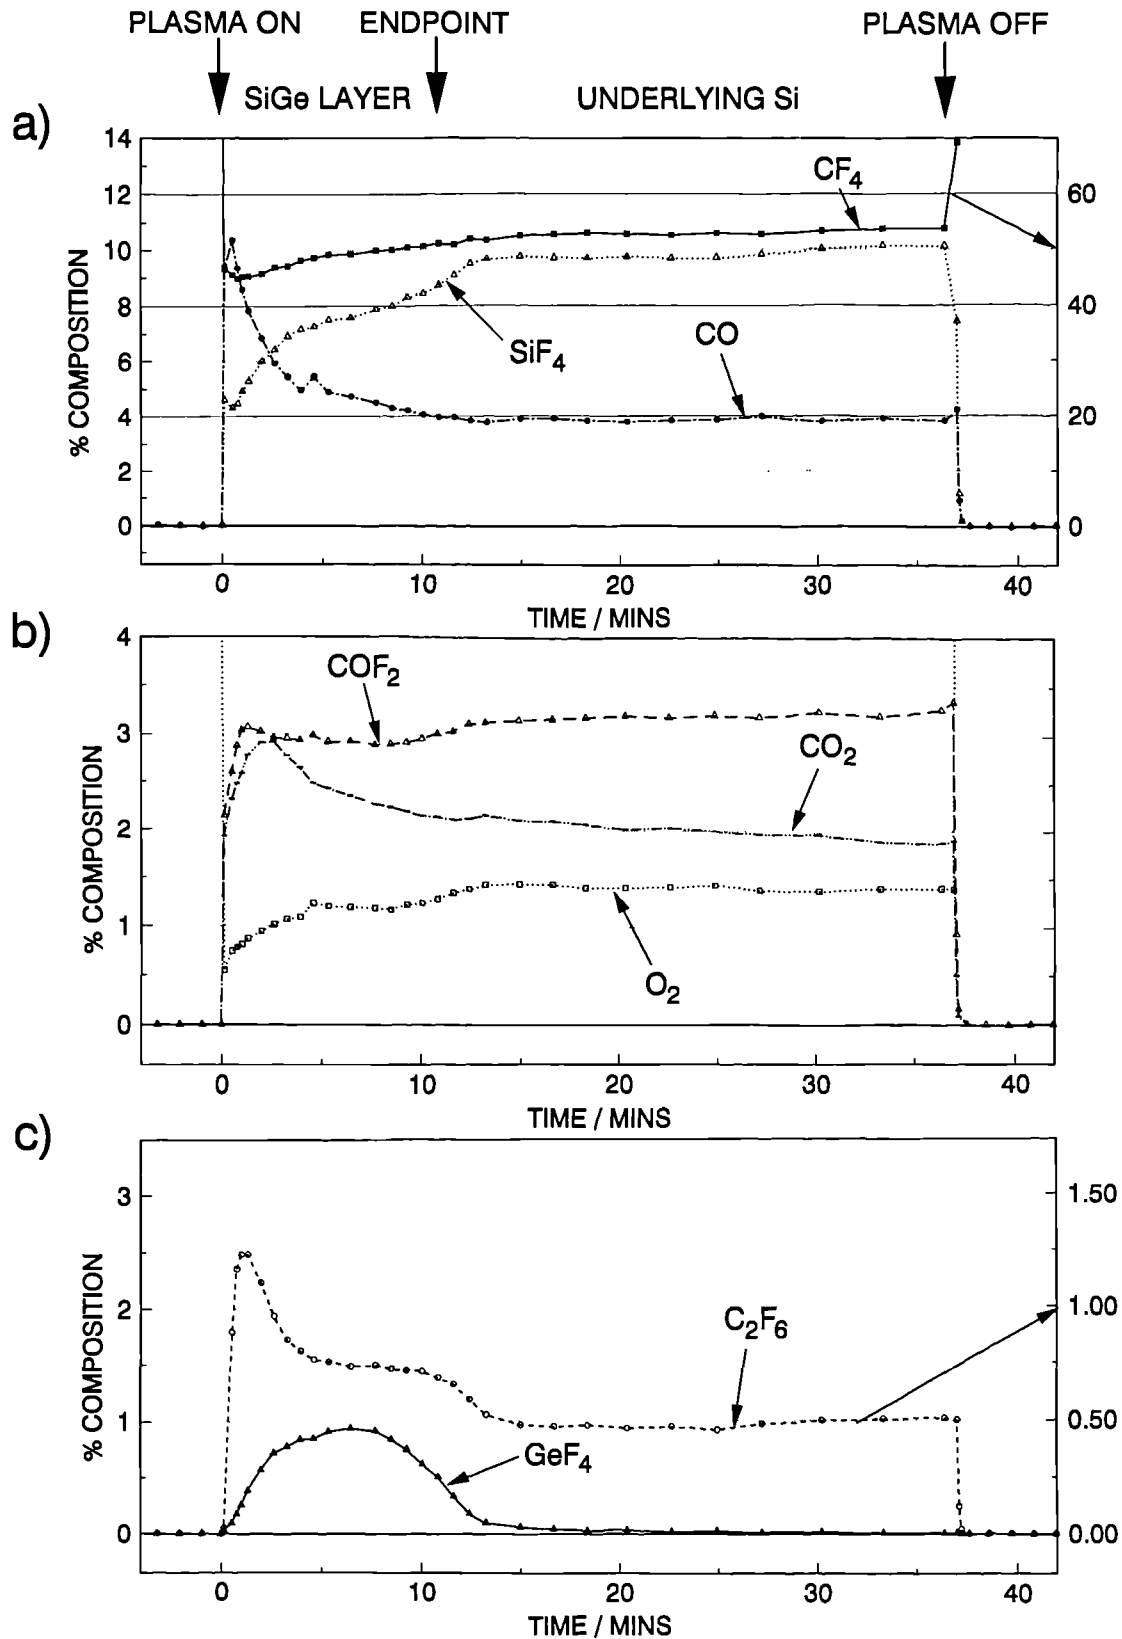 PLASMA ON ENDPOINT PLASMA OFF
SiGe LAYER UNDERLYING Si
a)
14
12
10
8
6
4
2
0
60
40
20
0
% COMPOSITION
CF4
SiF4
CO
0 10 20 30 40
TIME / MINS
b)
4
3
2
1
0
% COMPOSITION
COF2
CO2
O2
0 10 20 30 40
TIME / MINS
c)
3
2
1
0
1.50
1.00
0.50
0.00
% COMPOSITION
C2F6
GeF4
0 10 20 30 40
TIME / MINS